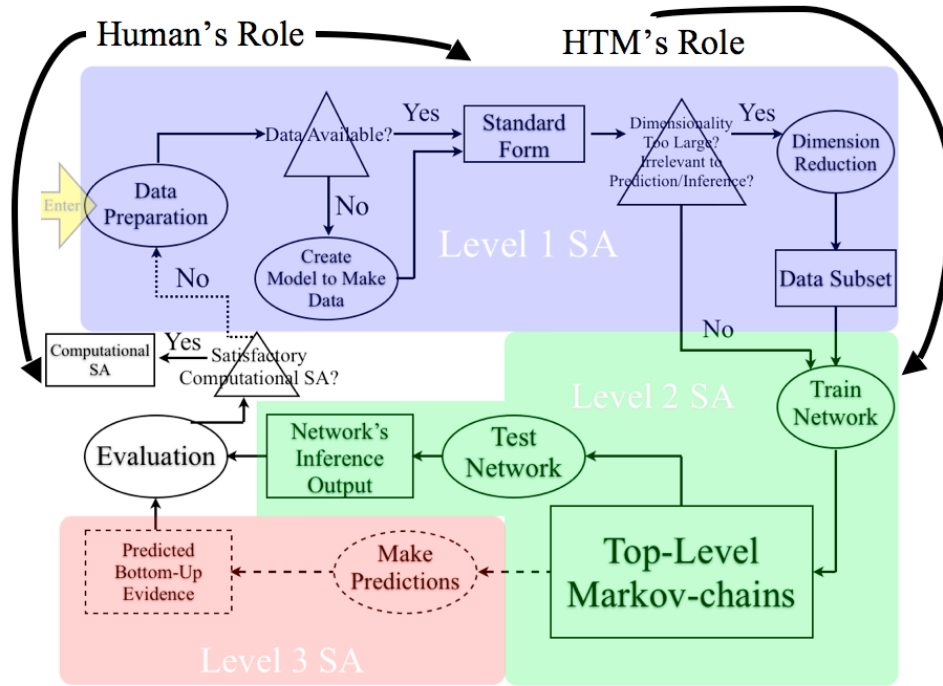 Human's Role
HTM's Role
Data Available?
Yes
Standard
Form
Dimensionality
Too Large?
Irrelevant to
Prediction/Inference?
Yes
Dimension
Reduction
Enter
Data
Preparation
No
Create
Model to Make
Data
Level 1 SA
Data Subset
No
No
Computational
SA
Yes
Satisfactory
Computational SA?
Level 2 SA
Train
Network
Evaluation
Network's
Inference
Output
Test
Network
Top-Level
Markov-chains
Predicted
Bottom-Up
Evidence
Make
Predictions
Level 3 SA